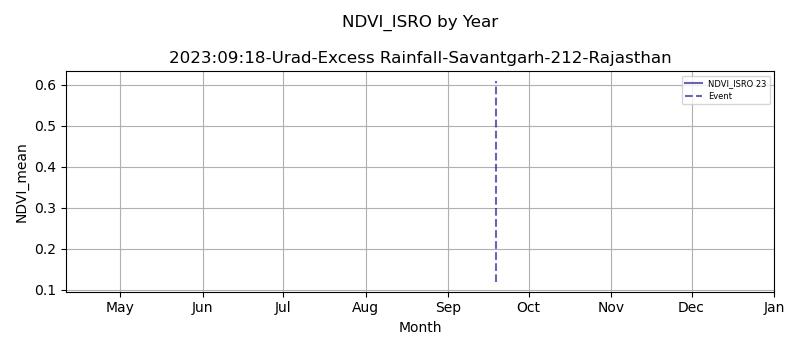 NDVI_ISRO by Year
2023:09:18-Urad-Excess Rainfall-Savantgarh-212-Rajasthan
NDVI_ISRO 23
Event
NDVI_mean
0.6
0.5
0.4
0.3
0.2
0.1
May Jun Jul Aug Sep Oct Nov Dec Jan
Month